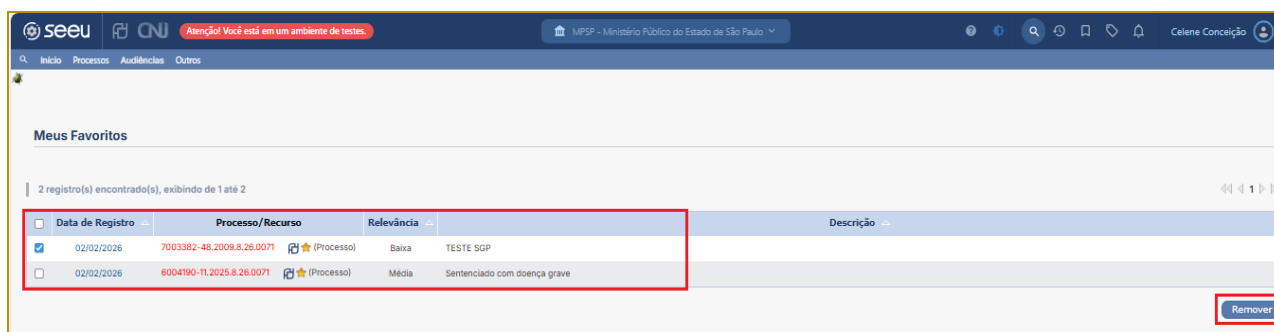 seeu CNJ Atenção! Você está em um ambiente de testes. MPSP - Ministério Público do Estado de São Paulo Celene Conceição
Início Processos Audiências Outros
Meus Favoritos
2 registro(s) encontrado(s), exibindo de 1 até 2 1
Data de Registro Processo/Recurso Relevância Descrição
02/02/2026 7003382-48.2009.8.26.0071 (Processo) Baixa TESTE SGP
02/02/2026 6004190-11.2025.8.26.0071 (Processo) Média Sentenciado com doença grave
Remover